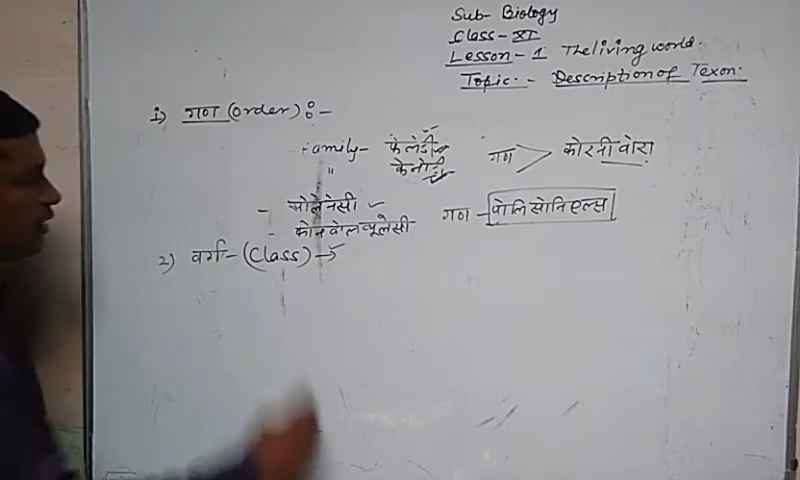 Sub- Biology
Class- XI
Lesson- 1 The living world.
Topic:- Description of Texon.
1) गण (Order) :-
Family- फेलेडी
" केनोडी
गण > कोरनीवोरा
- सोलेनेसी
- कोनवोलव्यूलेसी
गण - पोलिसोनिएल्स
2) वर्ग- (Class) →